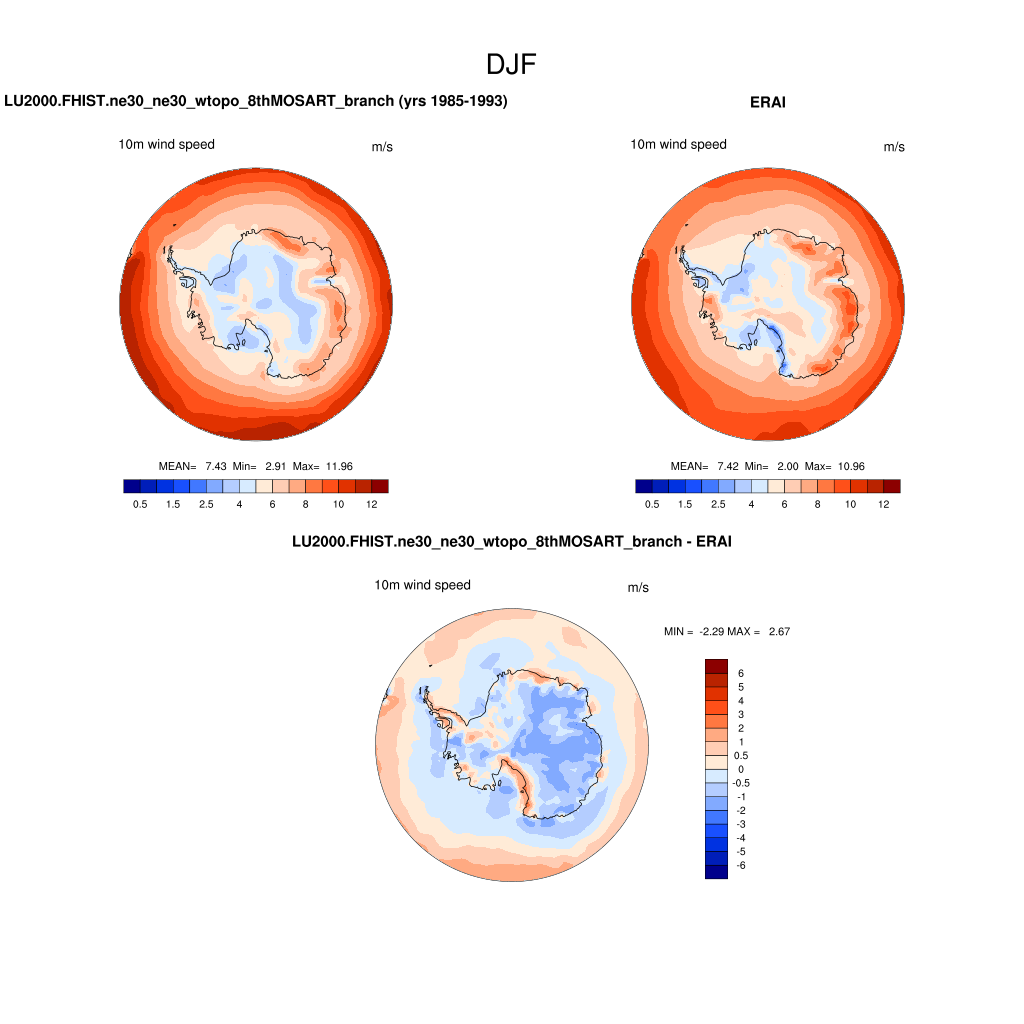 DJF
LU2000.FHIST.ne30_ne30_wtopo_8thMOSART_branch (yrs 1985-1993)
ERAI
10m wind speed m/s
10m wind speed m/s
MEAN= 7.43 Min= 2.91 Max= 11.96
0.5 1.5 2.5 4 6 8 10 12
MEAN= 7.42 Min= 2.00 Max= 10.96
0.5 1.5 2.5 4 6 8 10 12
LU2000.FHIST.ne30_ne30_wtopo_8thMOSART_branch - ERAI
10m wind speed m/s
MIN = -2.29 MAX = 2.67
6
5
4
3
2
1
0.5
0
-0.5
-1
-2
-3
-4
-5
-6